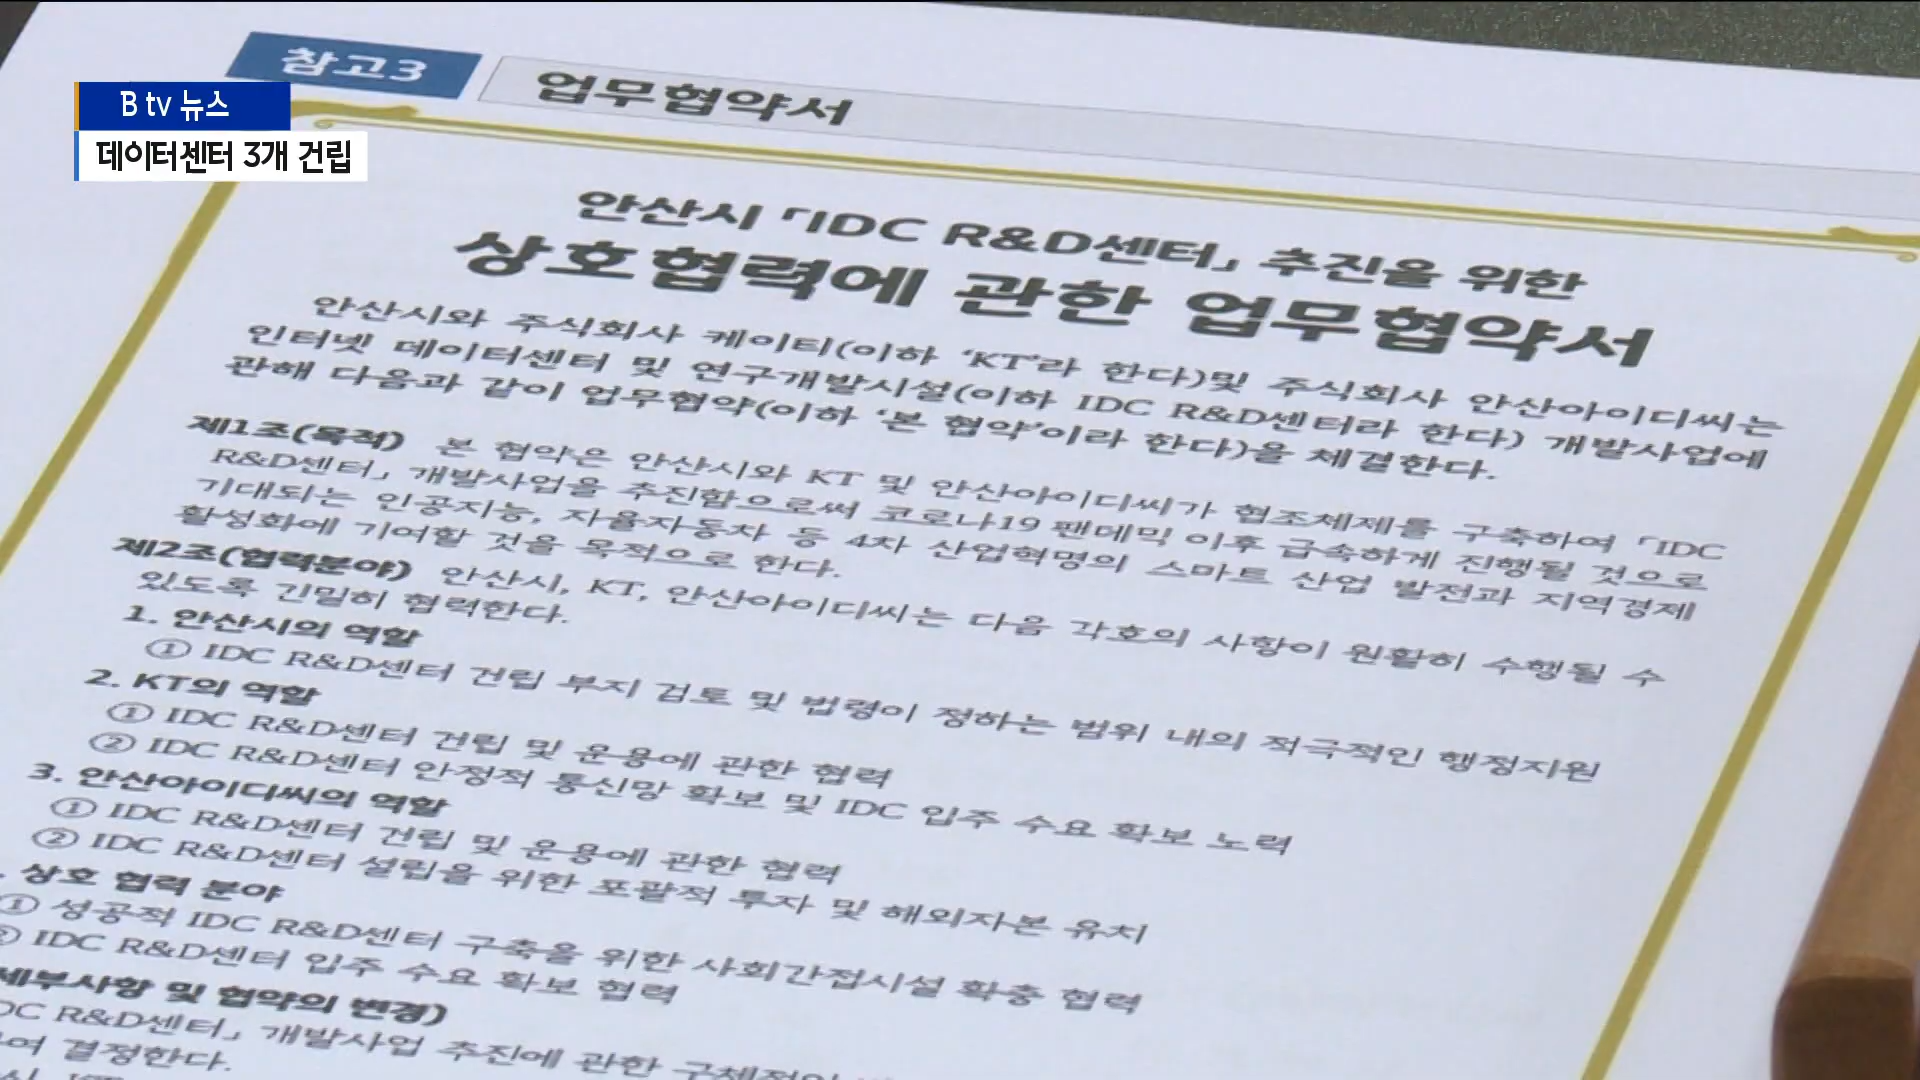 참고3
업무협약서
B tv 뉴스
데이터센터 3개 건립
안산시 「IDC R&D센터」 추진을 위한
상호협력에 관한 업무협약서
안산시와 주식회사 케이티(이하 ‘KT’라 한다)및 주식회사 안산아이디씨는
인터넷 데이터센터 및 연구개발시설(이하 IDC R&D센터라 한다) 개발사업에
관해 다음과 같이 업무협약(이하 ‘본 협약’이라 한다)을 체결한다.
제1조(목적) 본 협약은 안산시와 KT 및 안산아이디씨가 협조체제를 구축하여 「IDC
R&D센터」 개발사업을 추진함으로써 코로나19 팬데믹 이후 급속하게 진행될 것으로
기대되는 인공지능, 자율자동차 등 4차 산업혁명의 스마트 산업 발전과 지역경제
활성화에 기여할 것을 목적으로 한다.
제2조(협력분야) 안산시, KT, 안산아이디씨는 다음 각호의 사항이 원활히 수행될 수
있도록 긴밀히 협력한다.
1. 안산시의 역할
① IDC R&D센터 건립 부지 검토 및 법령이 정하는 범위 내의 적극적인 행정지원
2. KT의 역할
① IDC R&D센터 건립 및 운용에 관한 협력
② IDC R&D센터 안정적 통신망 확보 및 IDC 입주 수요 확보 노력
3. 안산아이디씨의 역할
① IDC R&D센터 건립 및 운용에 관한 협력
② IDC R&D센터 설립을 위한 포괄적 투자 및 해외자본 유치
상호 협력 분야
① 성공적 IDC R&D센터 구축을 위한 사회간접시설 확충 협력
② IDC R&D센터 입주 수요 확보 협력
세부사항 및 협약의 변경)
R&D센터」 개발사업 추진에 관한
결정한다.